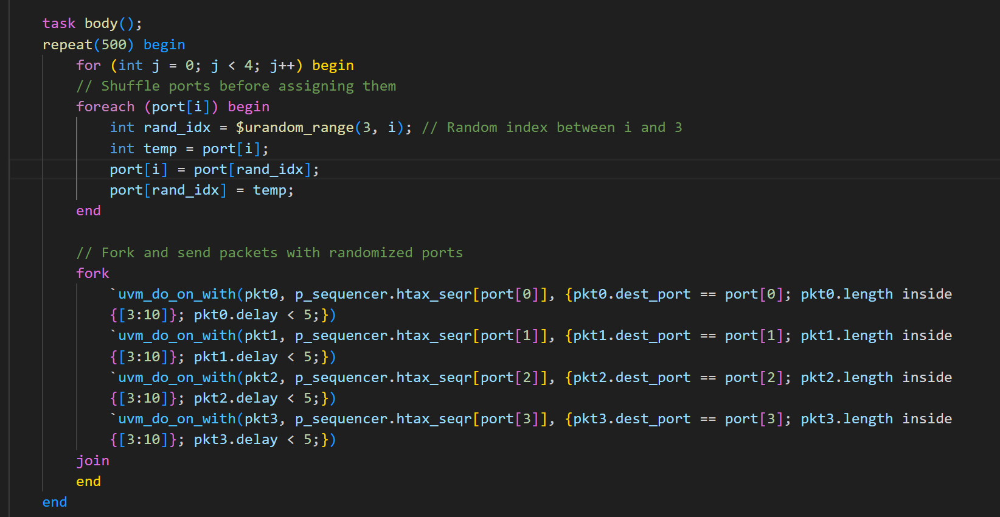 task body();
repeat(500) begin
for (int j = 0; j < 4; j++) begin
// Shuffle ports before assigning them
foreach (port[i]) begin
int rand_idx = $urandom_range(3, i); // Random index between i and 3
int temp = port[i];
port[i] = port[rand_idx];
port[rand_idx] = temp;
end
// Fork and send packets with randomized ports
fork
`uvm_do_on_with(pkt0, p_sequencer.htax_seqr[port[0]], {pkt0.dest_port == port[0]; pkt0.length inside
{[3:10]}; pkt0.delay < 5;})
`uvm_do_on_with(pkt1, p_sequencer.htax_seqr[port[1]], {pkt1.dest_port == port[1]; pkt1.length inside
{[3:10]}; pkt1.delay < 5;})
`uvm_do_on_with(pkt2, p_sequencer.htax_seqr[port[2]], {pkt2.dest_port == port[2]; pkt2.length inside
{[3:10]}; pkt2.delay < 5;})
`uvm_do_on_with(pkt3, p_sequencer.htax_seqr[port[3]], {pkt3.dest_port == port[3]; pkt3.length inside
{[3:10]}; pkt3.delay < 5;})
join
end
end